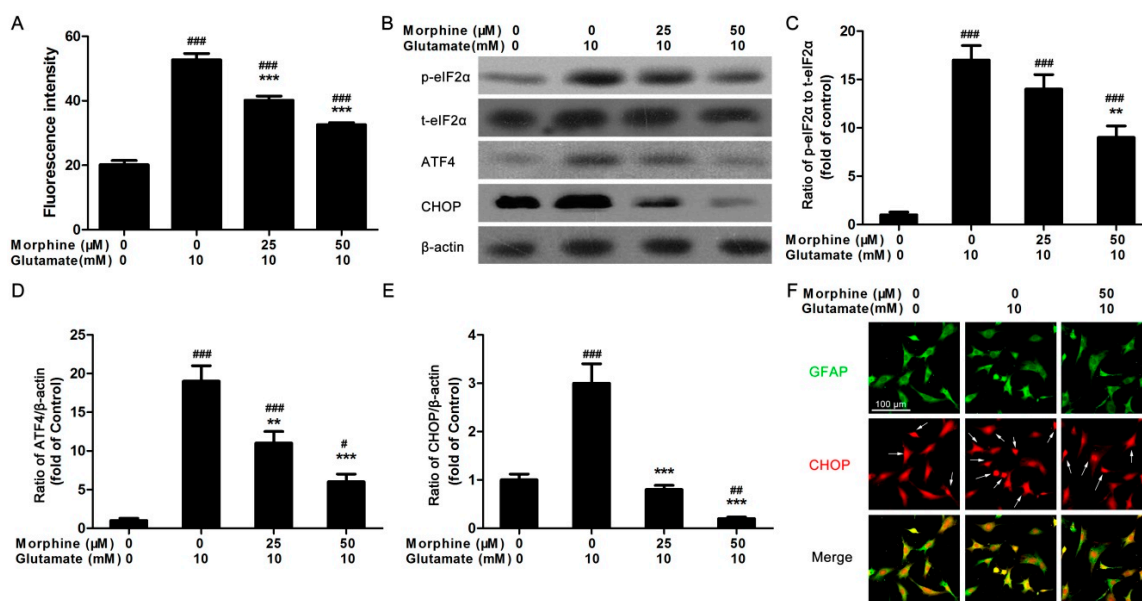 A
Fluorescence intensity
60
40
20
0
###
###
***
###
***
Morphine (µM) 0 0 25 50
Glutamate(mM) 0 10 10 10
B
Morphine (µM) 0 0 25 50
Glutamate(mM) 0 10 10 10
p-eIF2α
t-eIF2α
ATF4
CHOP
β-actin
C
Ratio of p-eIF2α to t-eIF2α
(fold of control)
20
15
10
5
0
###
###
###
**
Morphine (µM) 0 0 25 50
Glutamate(mM) 0 10 10 10
D
Ratio of ATF4/β-actin
(fold of Control)
25
20
15
10
5
0
###
###
**
#
***
Morphine (µM) 0 0 25 50
Glutamate (mM) 0 10 10 10
E
Ratio of CHOP/β-actin
(fold of Control)
4
3
2
1
0
###
***
##
***
Morphine (µM) 0 0 25 50
Glutamate (mM) 0 10 10 10
F
Morphine (µM) 0 0 50
Glutamate(mM) 0 10 10
GFAP
100 µm
CHOP
Merge